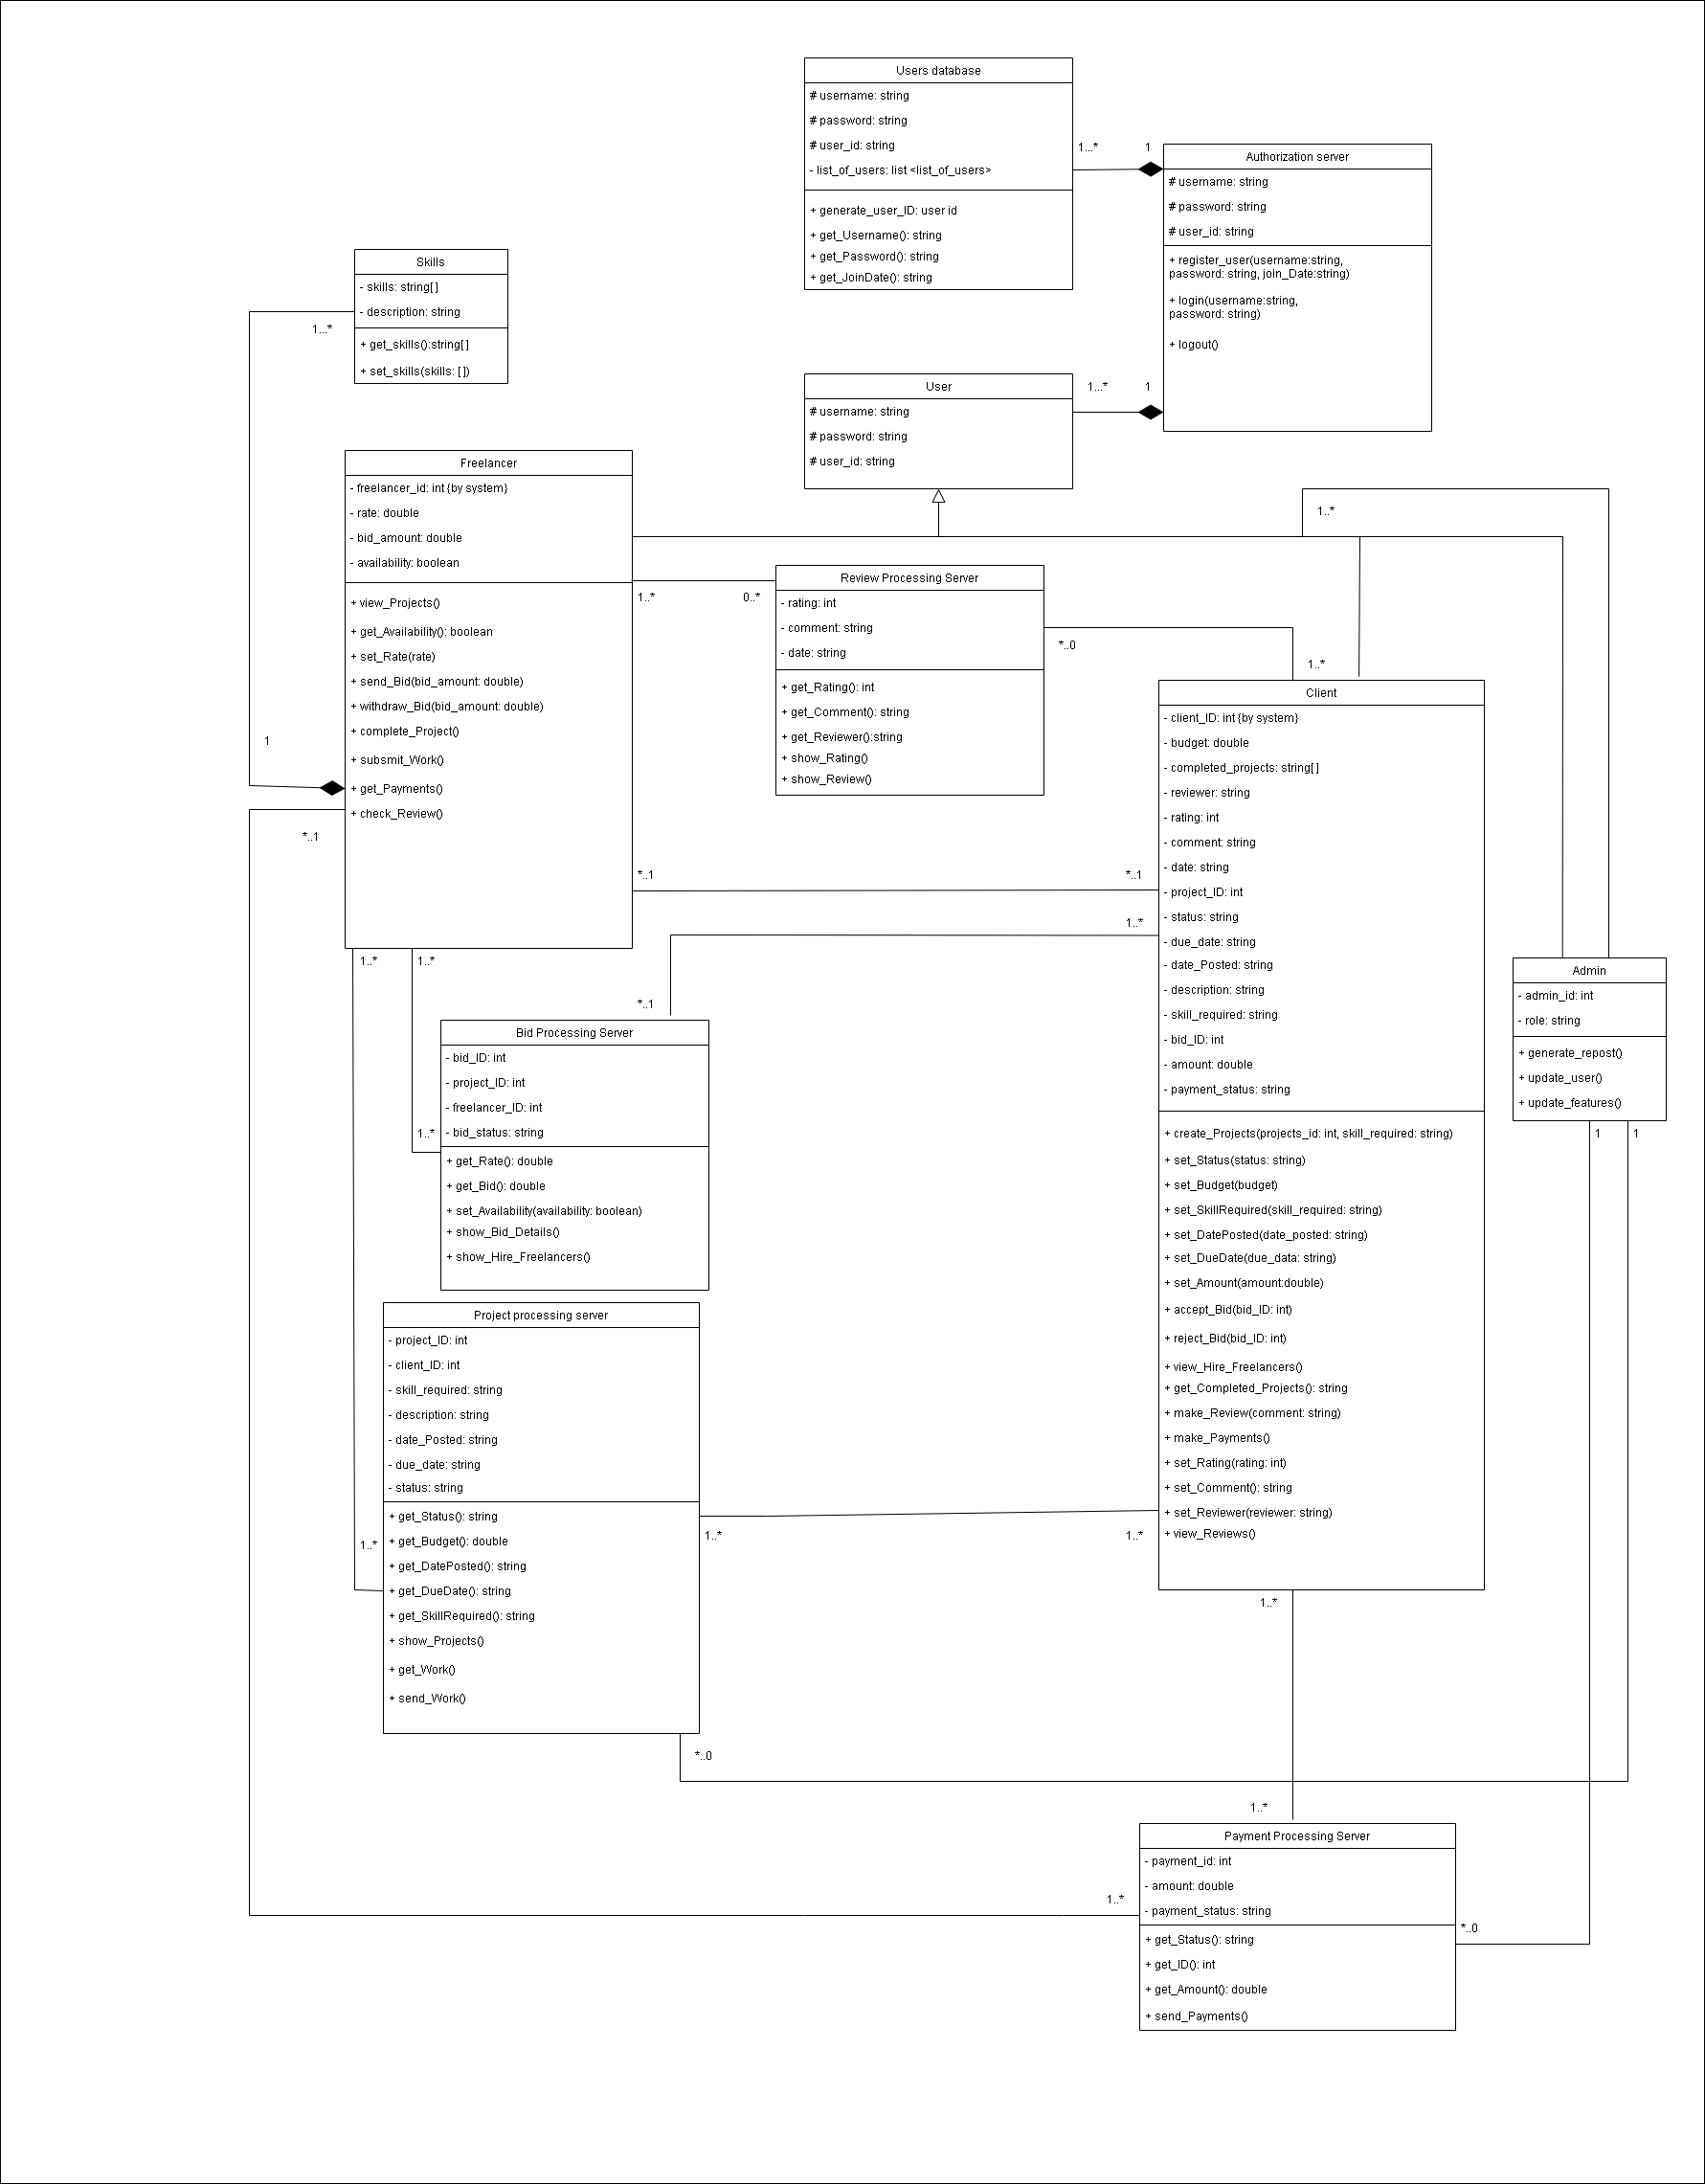 Users database
# username: string
# password: string
# user_id: string
- list_of_users: list <list_of_users>
+ generate_user_ID: user id
+ get_Username(): string
+ get_Password(): string
+ get_JoinDate(): string
1...*
1
Authorization server
# username: string
# password: string
# user_id: string
+ register_user(username:string,
password: string, join_Date:string)
+ login(username:string,
password: string)
+ logout()
Skills
- skills: string[ ]
- description: string
+ get_skills():string[ ]
+ set_skills(skills: [ ])
1...*
User
# username: string
# password: string
# user_id: string
1...*
1
Freelancer
- freelancer_id: int {by system}
- rate: double
- bid_amount: double
- availability: boolean
+ view_Projects()
+ get_Availability(): boolean
+ set_Rate(rate)
+ send_Bid(bid_amount: double)
+ withdraw_Bid(bid_amount: double)
+ complete_Project()
+ subsmit_Work()
+ get_Payments()
+ check_Review()
1
*..1
1..*
1..*
0..*
Review Processing Server
- rating: int
- comment: string
- date: string
+ get_Rating(): int
+ get_Comment(): string
+ get_Reviewer():string
+ show_Rating()
+ show_Review()
*..0
1..*
Client
- client_ID: int {by system}
- budget: double
- completed_projects: string[ ]
- reviewer: string
- rating: int
- comment: string
- date: string
- project_ID: int
- status: string
- due_date: string
- date_Posted: string
- description: string
- skill_required: string
- bid_ID: int
- amount: double
- payment_status: string
+ create_Projects(projects_id: int, skill_required: string)
+ set_Status(status: string)
+ set_Budget(budget)
+ set_SkillRequired(skill_required: string)
+ set_DatePosted(date_posted: string)
+ set_DueDate(due_data: string)
+ set_Amount(amount:double)
+ accept_Bid(bid_ID: int)
+ reject_Bid(bid_ID: int)
+ view_Hire_Freelancers()
+ get_Completed_Projects(): string
+ make_Review(comment: string)
+ make_Payments()
+ set_Rating(rating: int)
+ set_Comment(): string
+ set_Reviewer(reviewer: string)
+ view_Reviews()
*..1
*..1
1..*
*..1
1..*
1..*
Admin
- admin_id: int
- role: string
+ generate_repost()
+ update_user()
+ update_features()
1
1
Bid Processing Server
- bid_ID: int
- project_ID: int
- freelancer_ID: int
- bid_status: string
+ get_Rate(): double
+ get_Bid(): double
+ set_Availability(availability: boolean)
+ show_Bid_Details()
+ show_Hire_Freelancers()
1..*
Project processing server
- project_ID: int
- client_ID: int
- skill_required: string
- description: string
- date_Posted: string
- due_date: string
- status: string
+ get_Status(): string
+ get_Budget(): double
+ get_DatePosted(): string
+ get_DueDate(): string
+ get_SkillRequired(): string
+ show_Projects()
+ get_Work()
+ send_Work()
1..*
1..*
1..*
*..0
1..*
1..*
Payment Processing Server
- payment_id: int
- amount: double
- payment_status: string
+ get_Status(): string
+ get_ID(): int
+ get_Amount(): double
+ send_Payments()
1..*
*..0